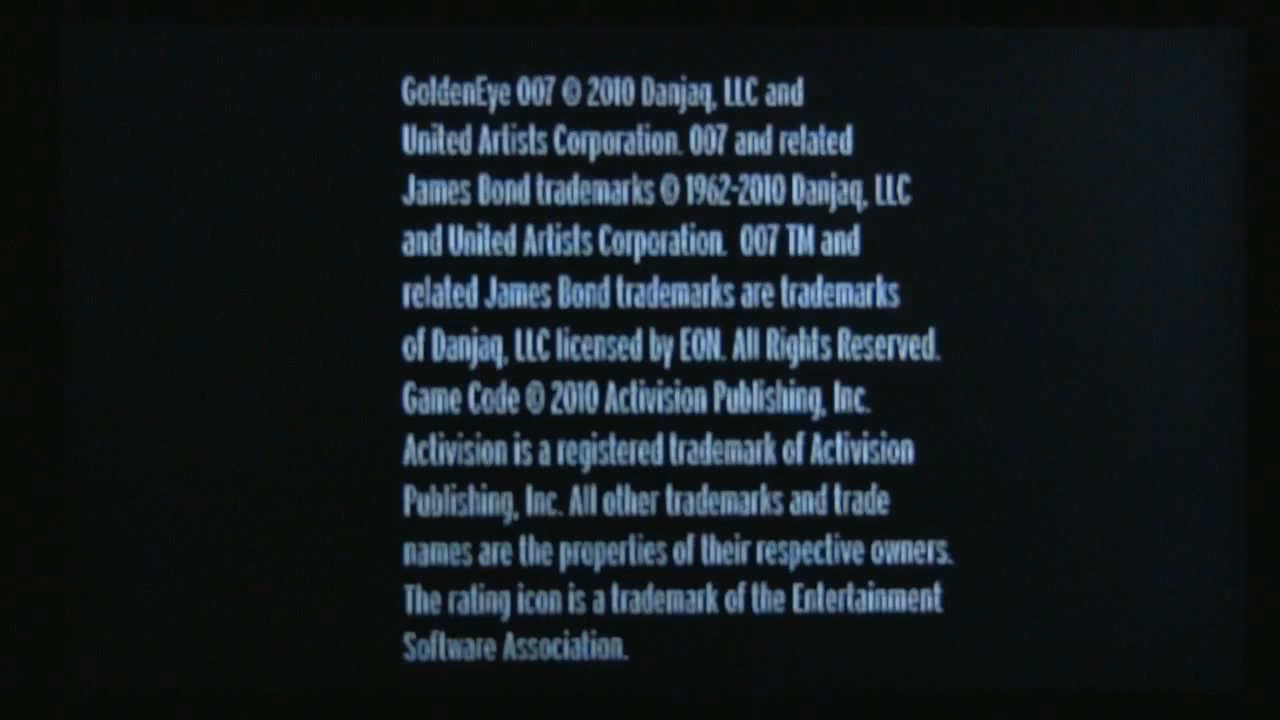 GoldenEye 007 © 2010 Danjaq, LLC and
United Artists Corporation. 007 and related
James Bond trademarks © 1962-2010 Danjaq, LLC
and United Artists Corporation.  007 TM and
related James Bond trademarks are trademarks
of Danjaq, LLC licensed by EON. All Rights Reserved.
Game Code © 2010 Activision Publishing, Inc.
Activision is a registered trademark of Activision
Publishing, Inc. All other trademarks and trade
names are the properties of their respective owners.
The rating icon is a trademark of the Entertainment
Software Association.